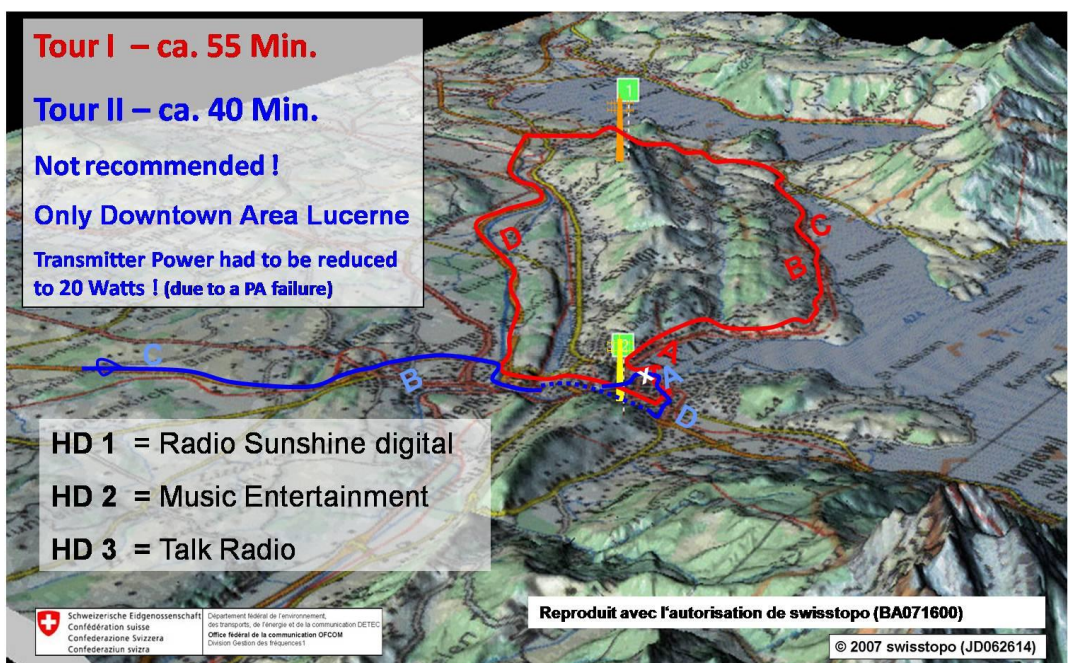 Tour I – ca. 55 Min.
Tour II – ca. 40 Min.
Not recommended !
Only Downtown Area Lucerne
Transmitter Power had to be reduced
to 20 Watts ! (due to a PA failure)
1
2
D
C
B
A
A
D
C
B
HD 1 = Radio Sunshine digital
HD 2 = Music Entertainment
HD 3 = Talk Radio
Schweizerische Eidgenossenschaft
Confédération suisse
Confederazione Svizzera
Confederaziun svizra
Département fédéral de l'environnement,
des transports, de l'énergie et de la communication DETEC
Office fédéral de la communication OFCOM
Division Gestion des fréquences
Reproduit avec l'autorisation de swisstopo (BA071600)
© 2007 swisstopo (JD062614)